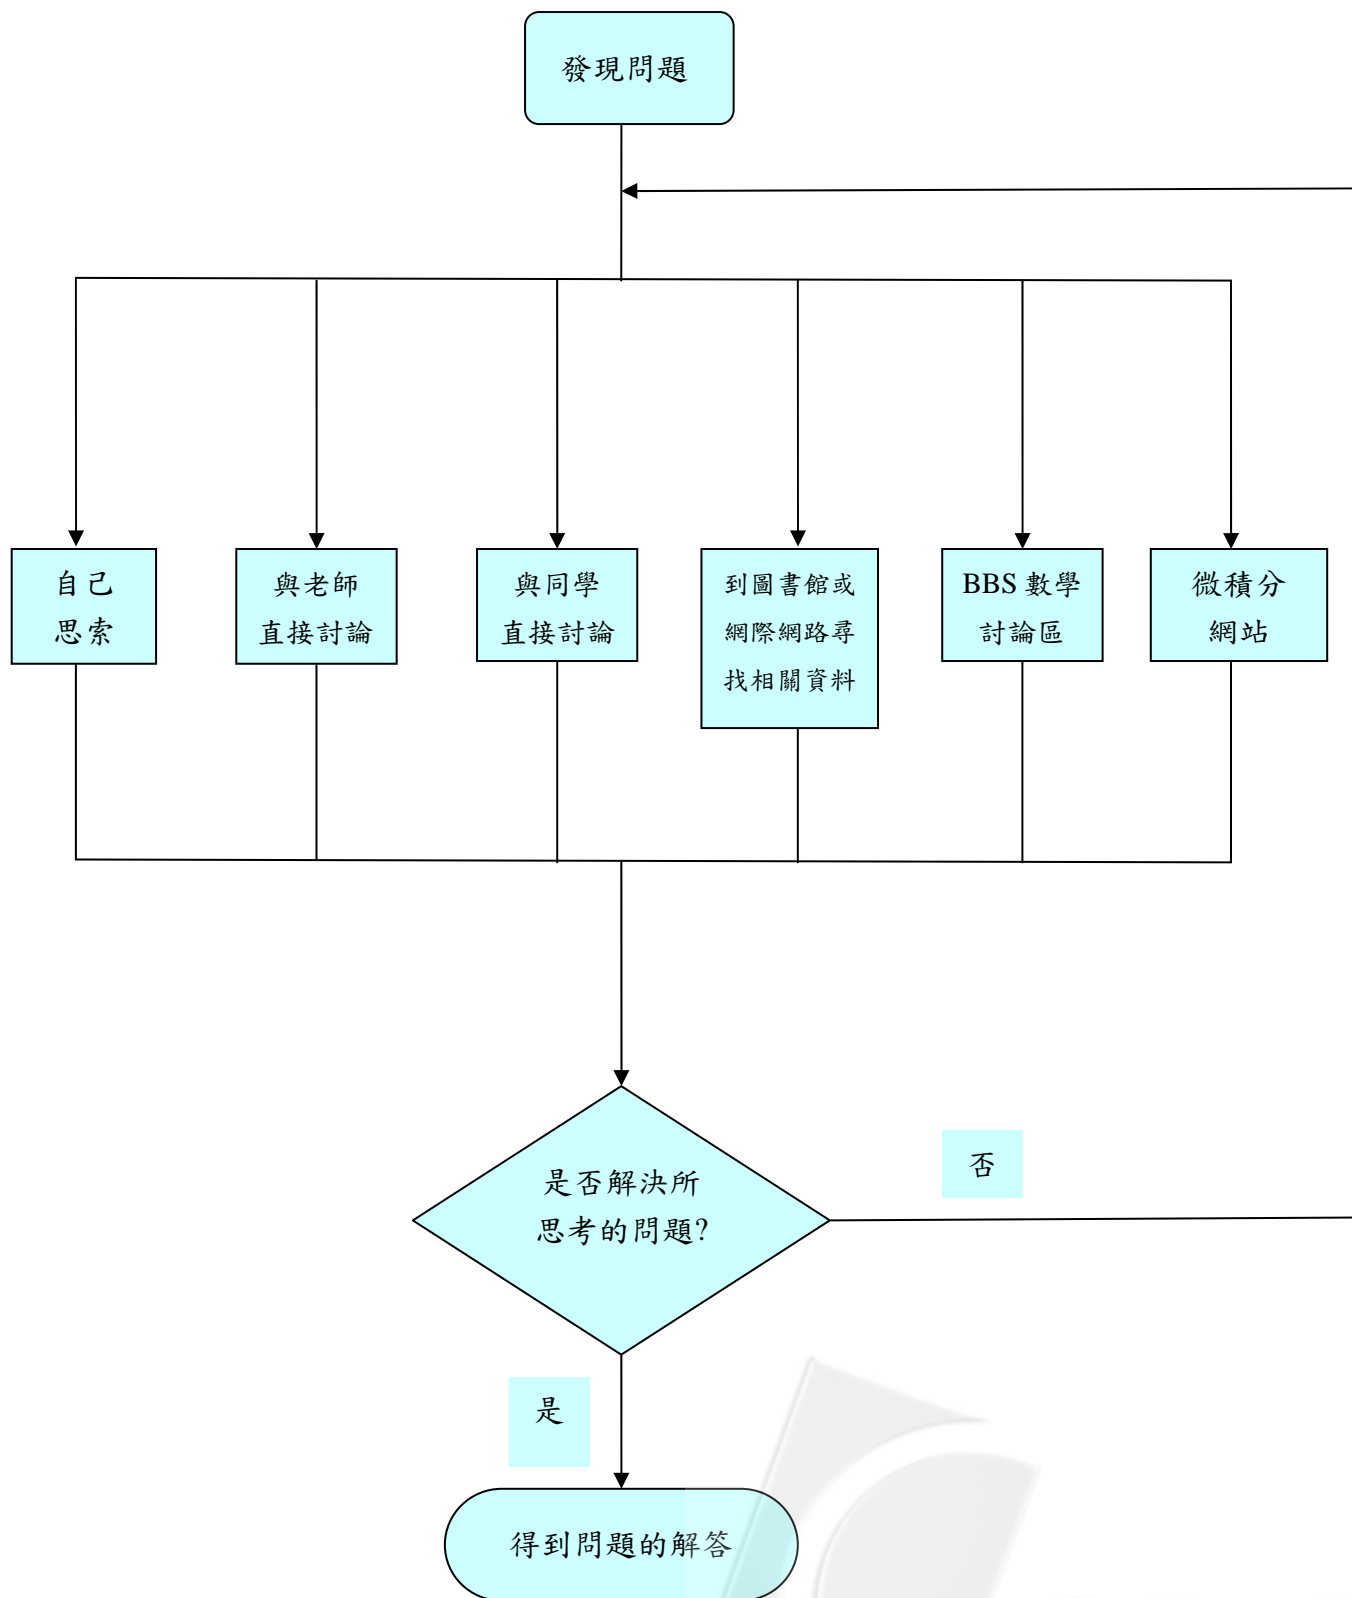 發現問題
自己
思索
與老師
直接討論
與同學
直接討論
到圖書館或
網際網路尋
找相關資料
BBS 數學
討論區
微積分
網站
是否解決所
思考的問題?
否
是
得到問題的解答